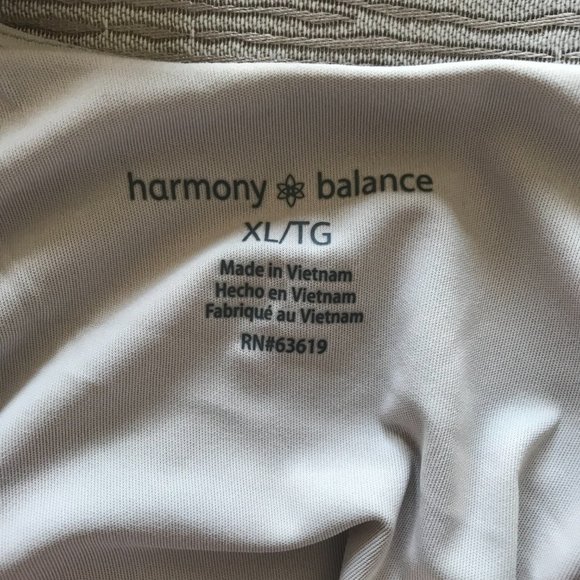 harmony balance
XL/TG
Made in Vietnam
Hecho en Vietnam
Fabriqué au Vietnam
RN#63619